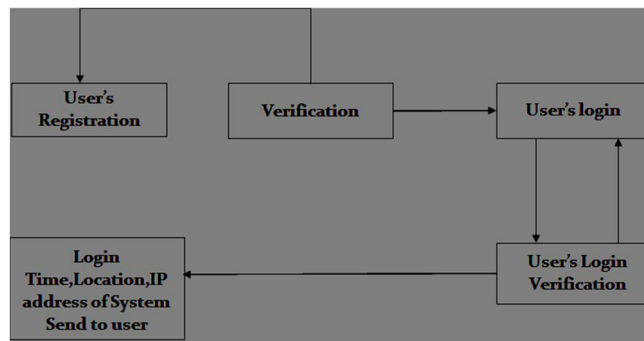 User's
Registration
Verification
User's login
Login
Time,Location,IP
address of System
Send to user
User's Login
Verification